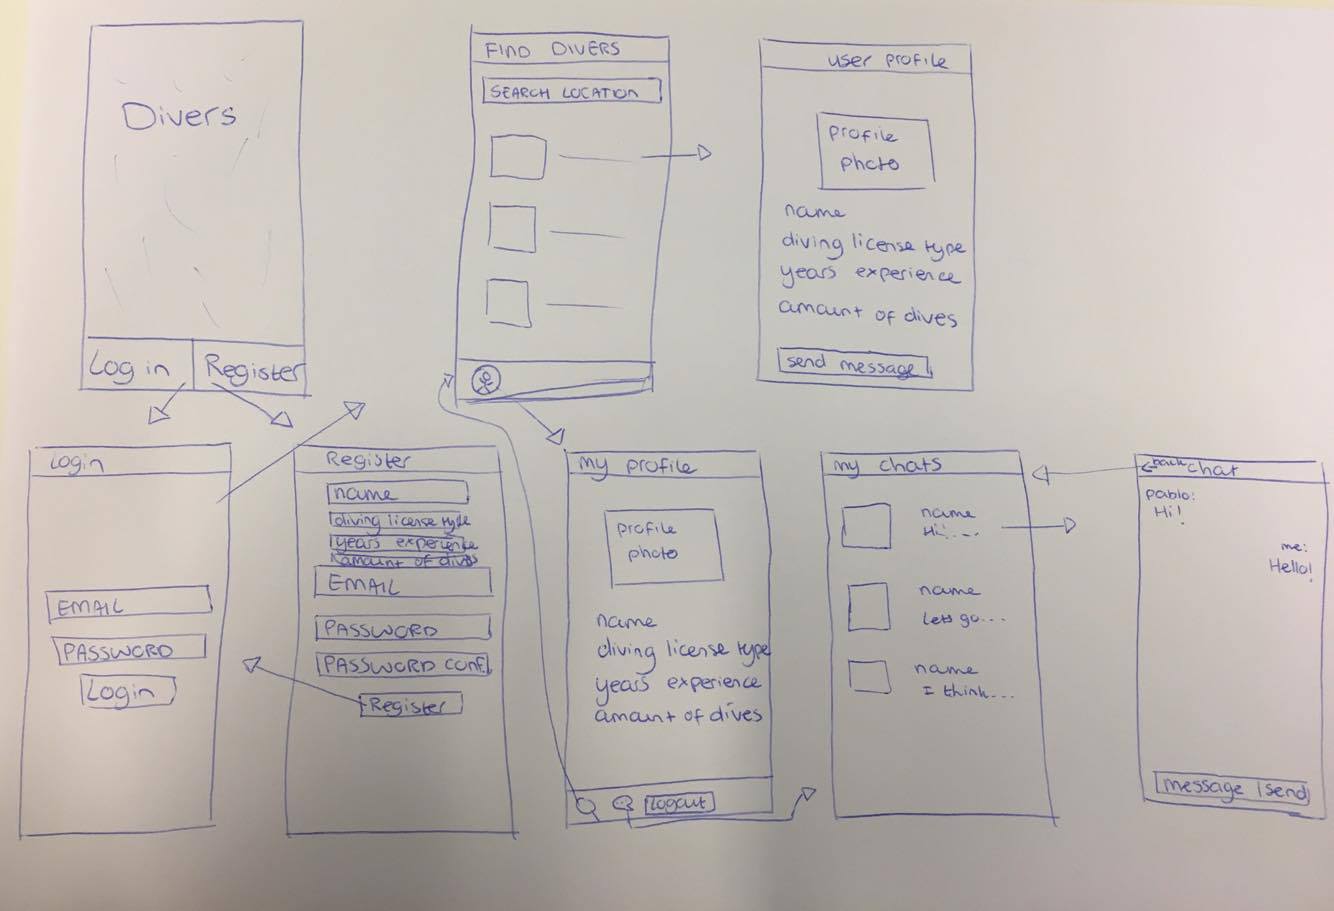 Divers
Log in
Register
FIND DIVERS
SEARCH LOCATION
user profile
profile
photo
name
diving license type
years experience
amount of dives
send message
Login
EMAIL
PASSWORD
Login
Register
name
diving license type
years experience
amount of dives
EMAIL
PASSWORD
PASSWORD CONF.
Register
my profile
profile
photo
name
diving license type
years experience
amount of dives
Logout
my chats
name
Hi!....
name
Lets go...
name
I think...
back chat
pablo:
Hi!
me:
Hello!
message send